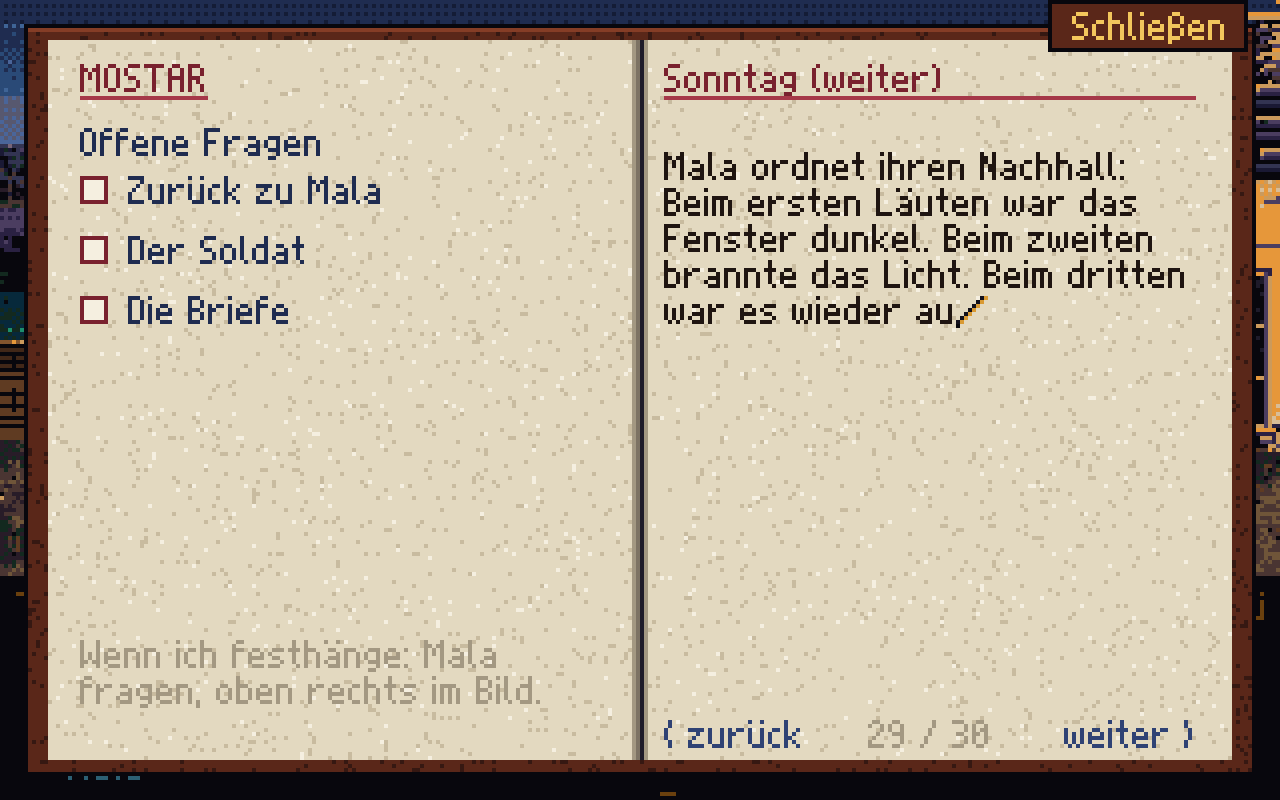 Schließen
MOSTAR
Offene Fragen
Zurück zu Mala
Der Soldat
Die Briefe
Wenn ich festhänge: Mala
fragen, oben rechts im Bild.
Sonntag (weiter)
Mala ordnet ihren Nachhall:
Beim ersten Läuten war das
Fenster dunkel. Beim zweiten
brannte das Licht. Beim dritten
war es wieder au
( zurück 29 / 30 weiter )